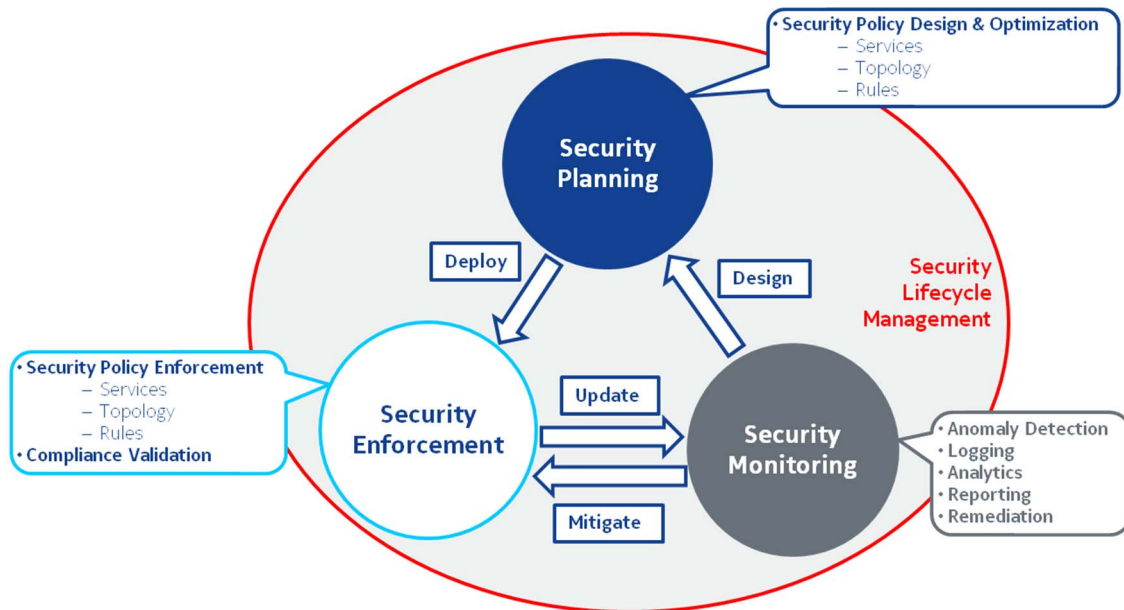 • Security Policy Design & Optimization
– Services
– Topology
– Rules
Security
Planning
Deploy
Design
Security
Lifecycle
Management
• Security Policy Enforcement
– Services
– Topology
– Rules
• Compliance Validation
Security
Enforcement
Update
Mitigate
Security
Monitoring
• Anomaly Detection
• Logging
• Analytics
• Reporting
• Remediation